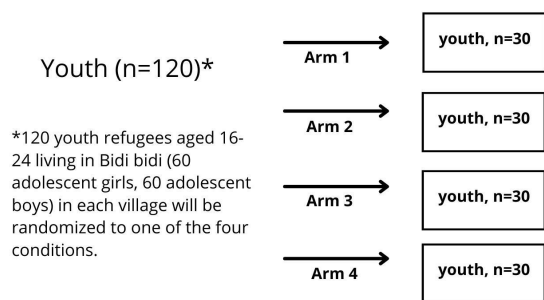 Youth (n=120)*
*120 youth refugees aged 16-
24 living in Bidi bidi (60
adolescent girls, 60 adolescent
boys) in each village will be
randomized to one of the four
conditions.
Arm 1
youth, n=30
Arm 2
youth, n=30
Arm 3
youth, n=30
Arm 4
youth, n=30